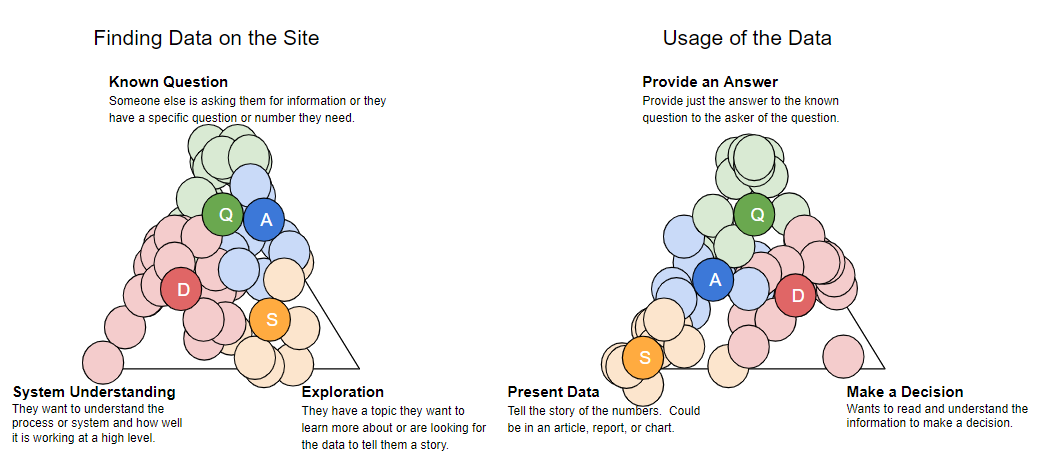 Finding Data on the Site
Usage of the Data
Known Question
Someone else is asking them for information or they
have a specific question or number they need.
Provide an Answer
Provide just the answer to the known
question to the asker of the question.
Q
A
D
S
Q
A
D
S
System Understanding
They want to understand the
process or system and how well
it is working at a high level.
Exploration
They have a topic they want to
learn more about or are looking for
the data to tell them a story.
Present Data
Tell the story of the numbers. Could
be in an article, report, or chart.
Make a Decision
Wants to read and understand the
information to make a decision.